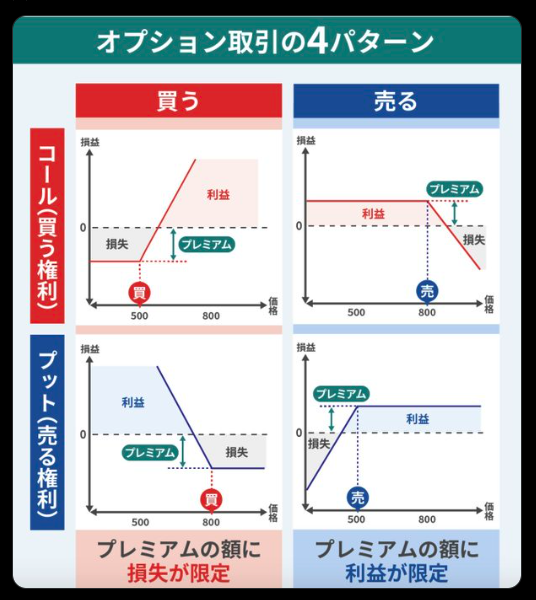 オプション取引の4パターン
買う
売る
コール(買う権利)
損益
利益
0
損失
プレミアム
買
500
800
価格
損益
プレミアム
利益
0
損失
売
500
800
価格
プット(売る権利)
損益
利益
0
プレミアム
損失
買
500
800
価格
損益
プレミアム
利益
0
損失
売
500
800
価格
プレミアムの額に
損失が限定
プレミアムの額に
利益が限定